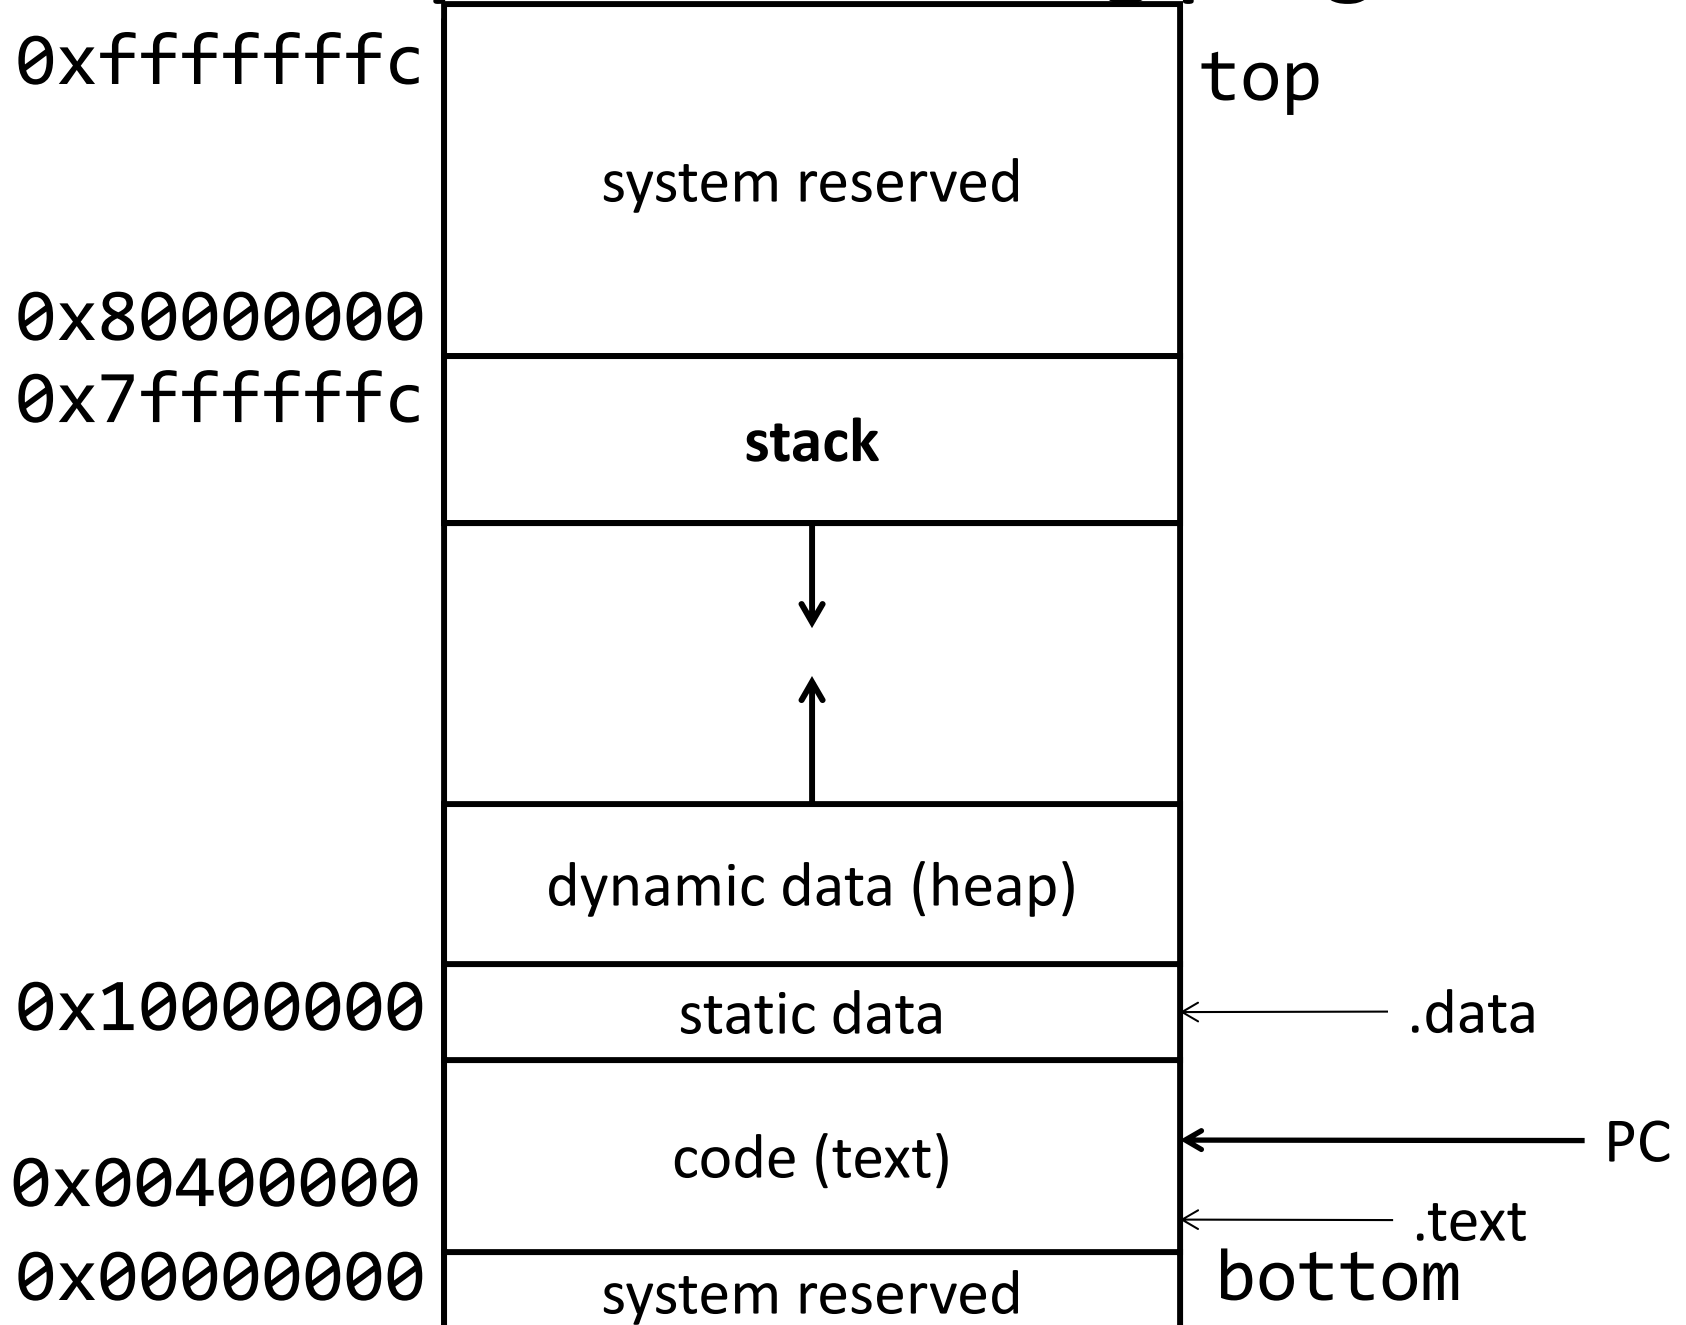 0xfffffffc
top
system reserved
0x80000000
0x7ffffffc
stack
dynamic data (heap)
0x10000000
static data
.data
code (text)
PC
0x00400000
.text
0x00000000
bottom
system reserved